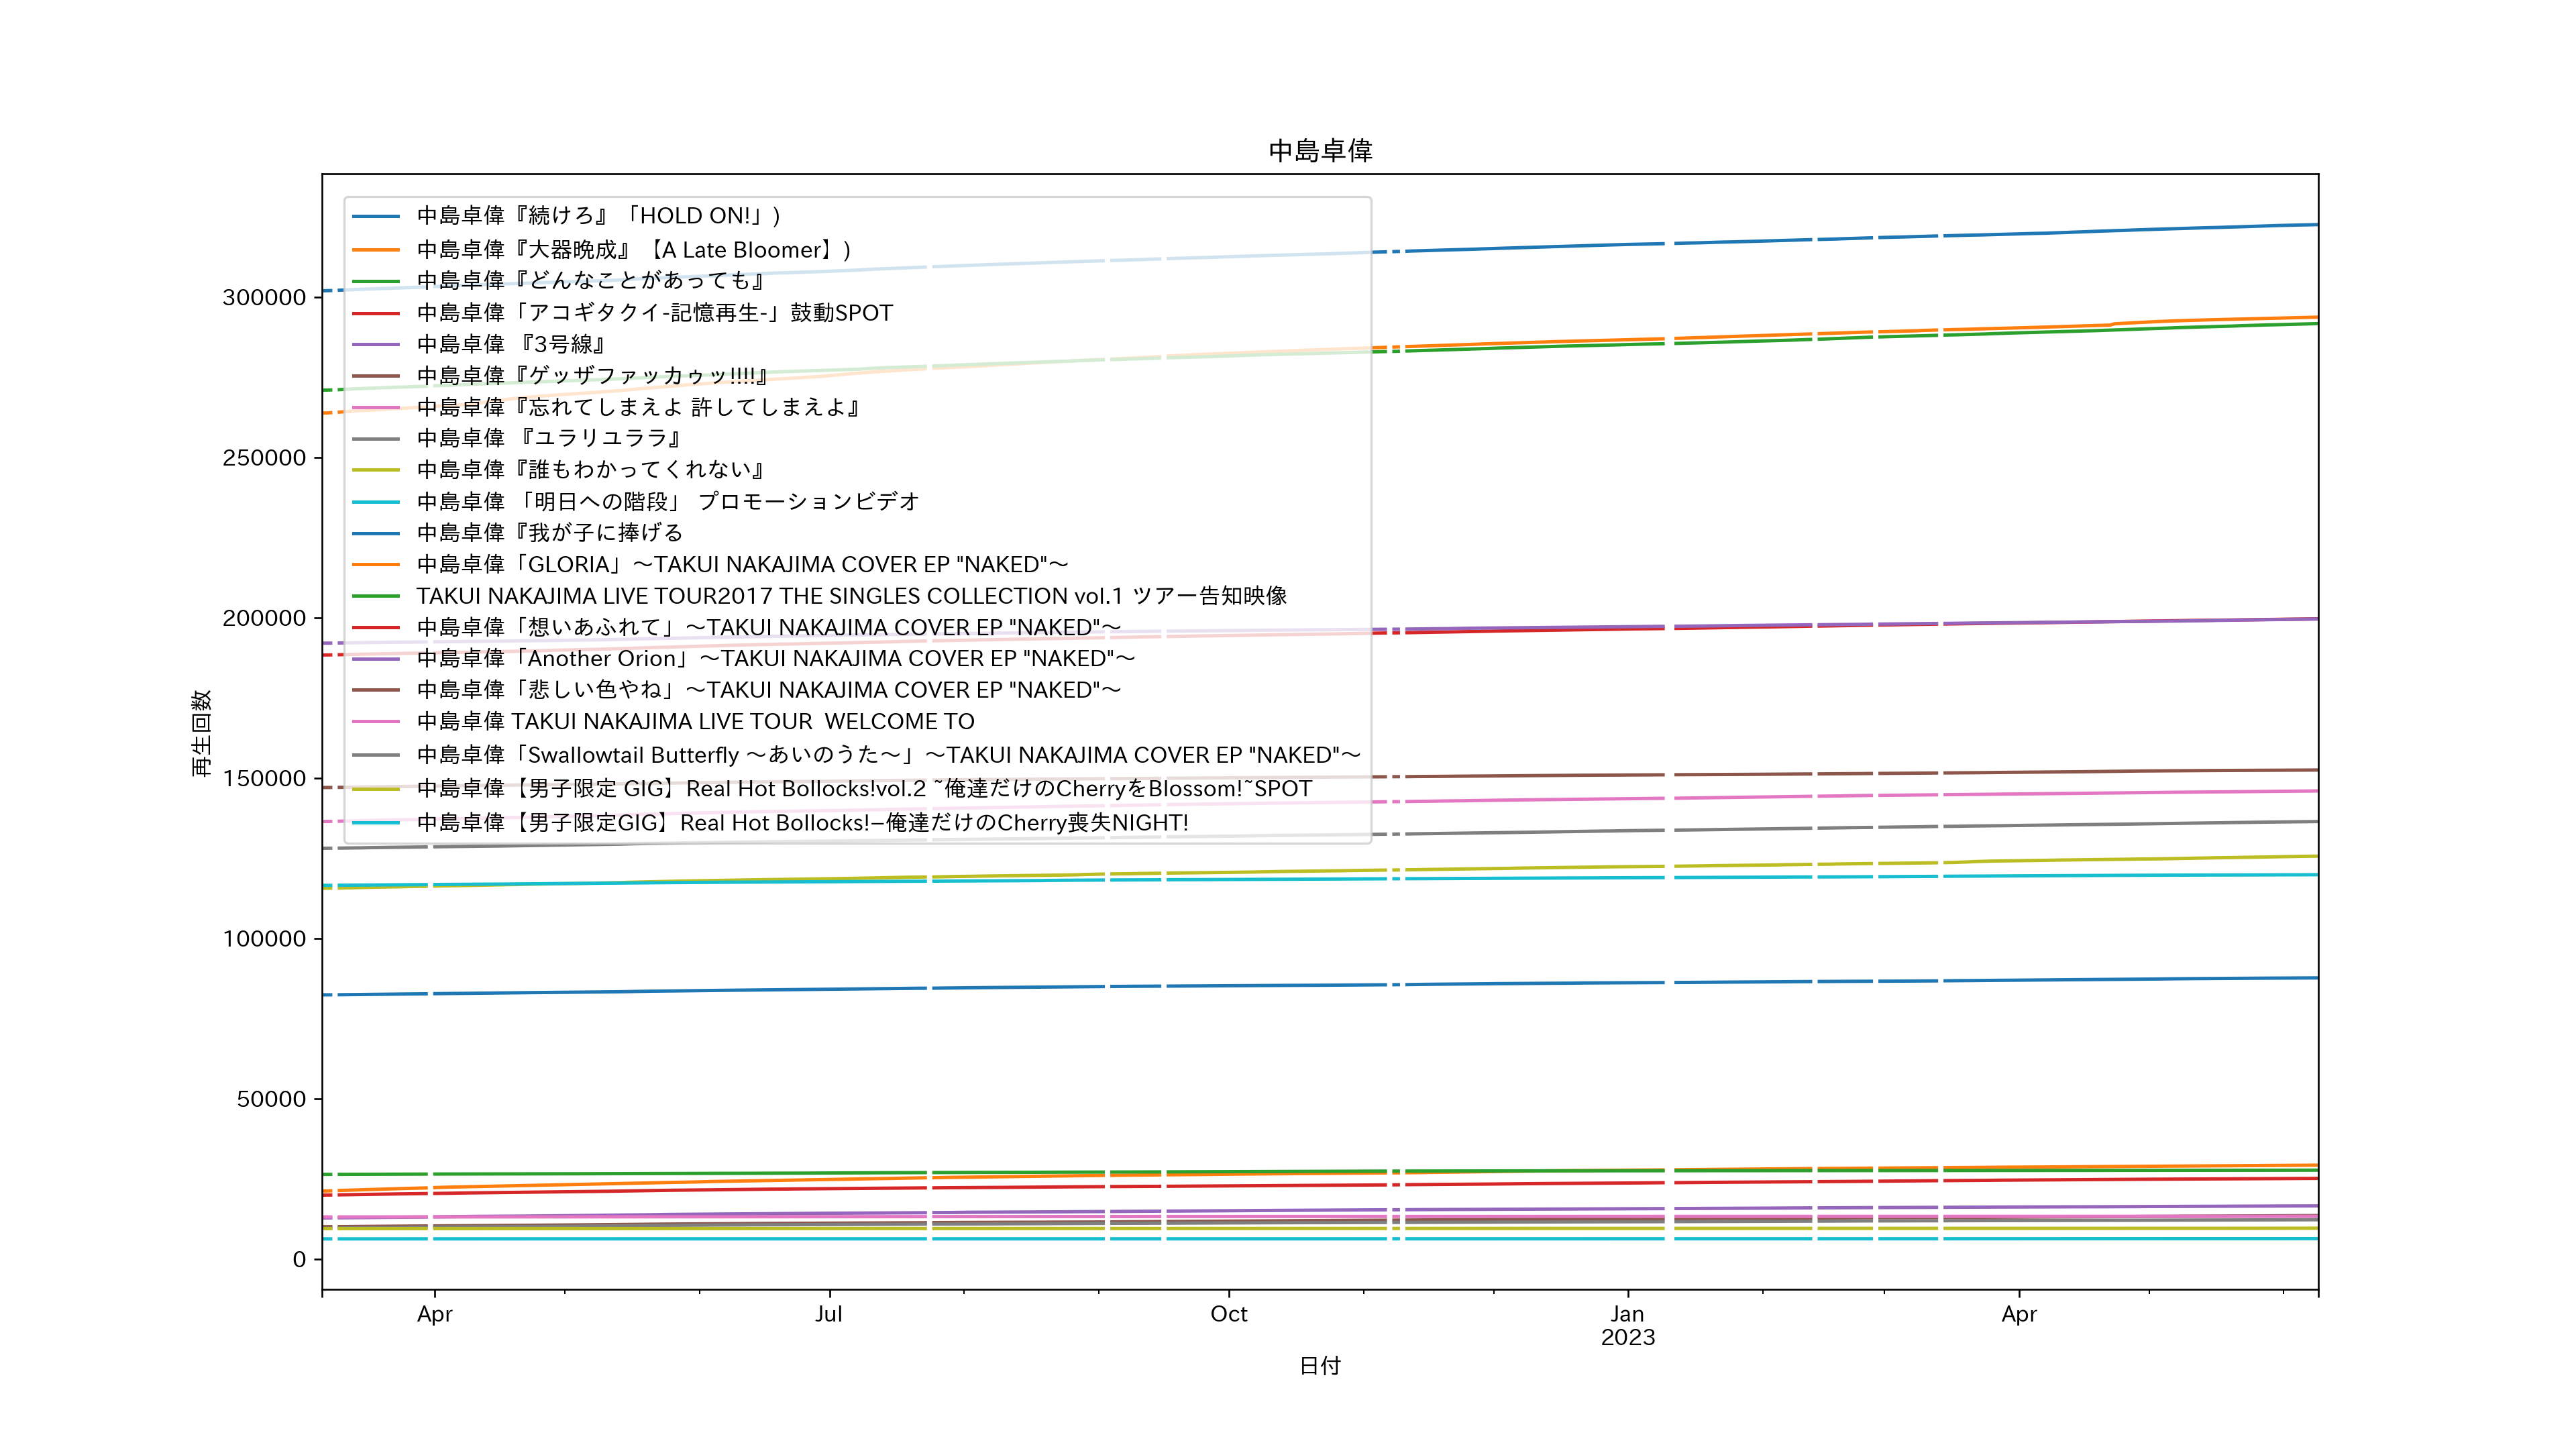 中島卓偉
中島卓偉『続けろ』「HOLD ON!」)
中島卓偉『大器晩成』【A Late Bloomer】)
中島卓偉『どんなことがあっても』
中島卓偉「アコギタクイ-記憶再生-」鼓動SPOT
中島卓偉 『3号線』
中島卓偉『ゲッザファッカゥッ!!!!』
中島卓偉『忘れてしまえよ 許してしまえよ』
中島卓偉 『ユラリユララ』
中島卓偉『誰もわかってくれない』
中島卓偉 「明日への階段」 プロモーションビデオ
中島卓偉『我が子に捧げる
中島卓偉「GLORIA」～TAKUI NAKAJIMA COVER EP "NAKED"～
TAKUI NAKAJIMA LIVE TOUR2017 THE SINGLES COLLECTION vol.1 ツアー告知映像
中島卓偉「想いあふれて」～TAKUI NAKAJIMA COVER EP "NAKED"～
中島卓偉「Another Orion」～TAKUI NAKAJIMA COVER EP "NAKED"～
中島卓偉「悲しい色やね」～TAKUI NAKAJIMA COVER EP "NAKED"～
中島卓偉 TAKUI NAKAJIMA LIVE TOUR  WELCOME TO
中島卓偉「Swallowtail Butterfly ～あいのうた～」～TAKUI NAKAJIMA COVER EP "NAKED"～
中島卓偉【男子限定 GIG】Real Hot Bollocks!vol.2 ˜俺達だけのCherryをBlossom!˜SPOT
中島卓偉【男子限定GIG】Real Hot Bollocks!–俺達だけのCherry喪失NIGHT!
再生回数
300000
250000
200000
150000
100000
50000
0
Apr
Jul
Oct
Jan
2023
Apr
日付